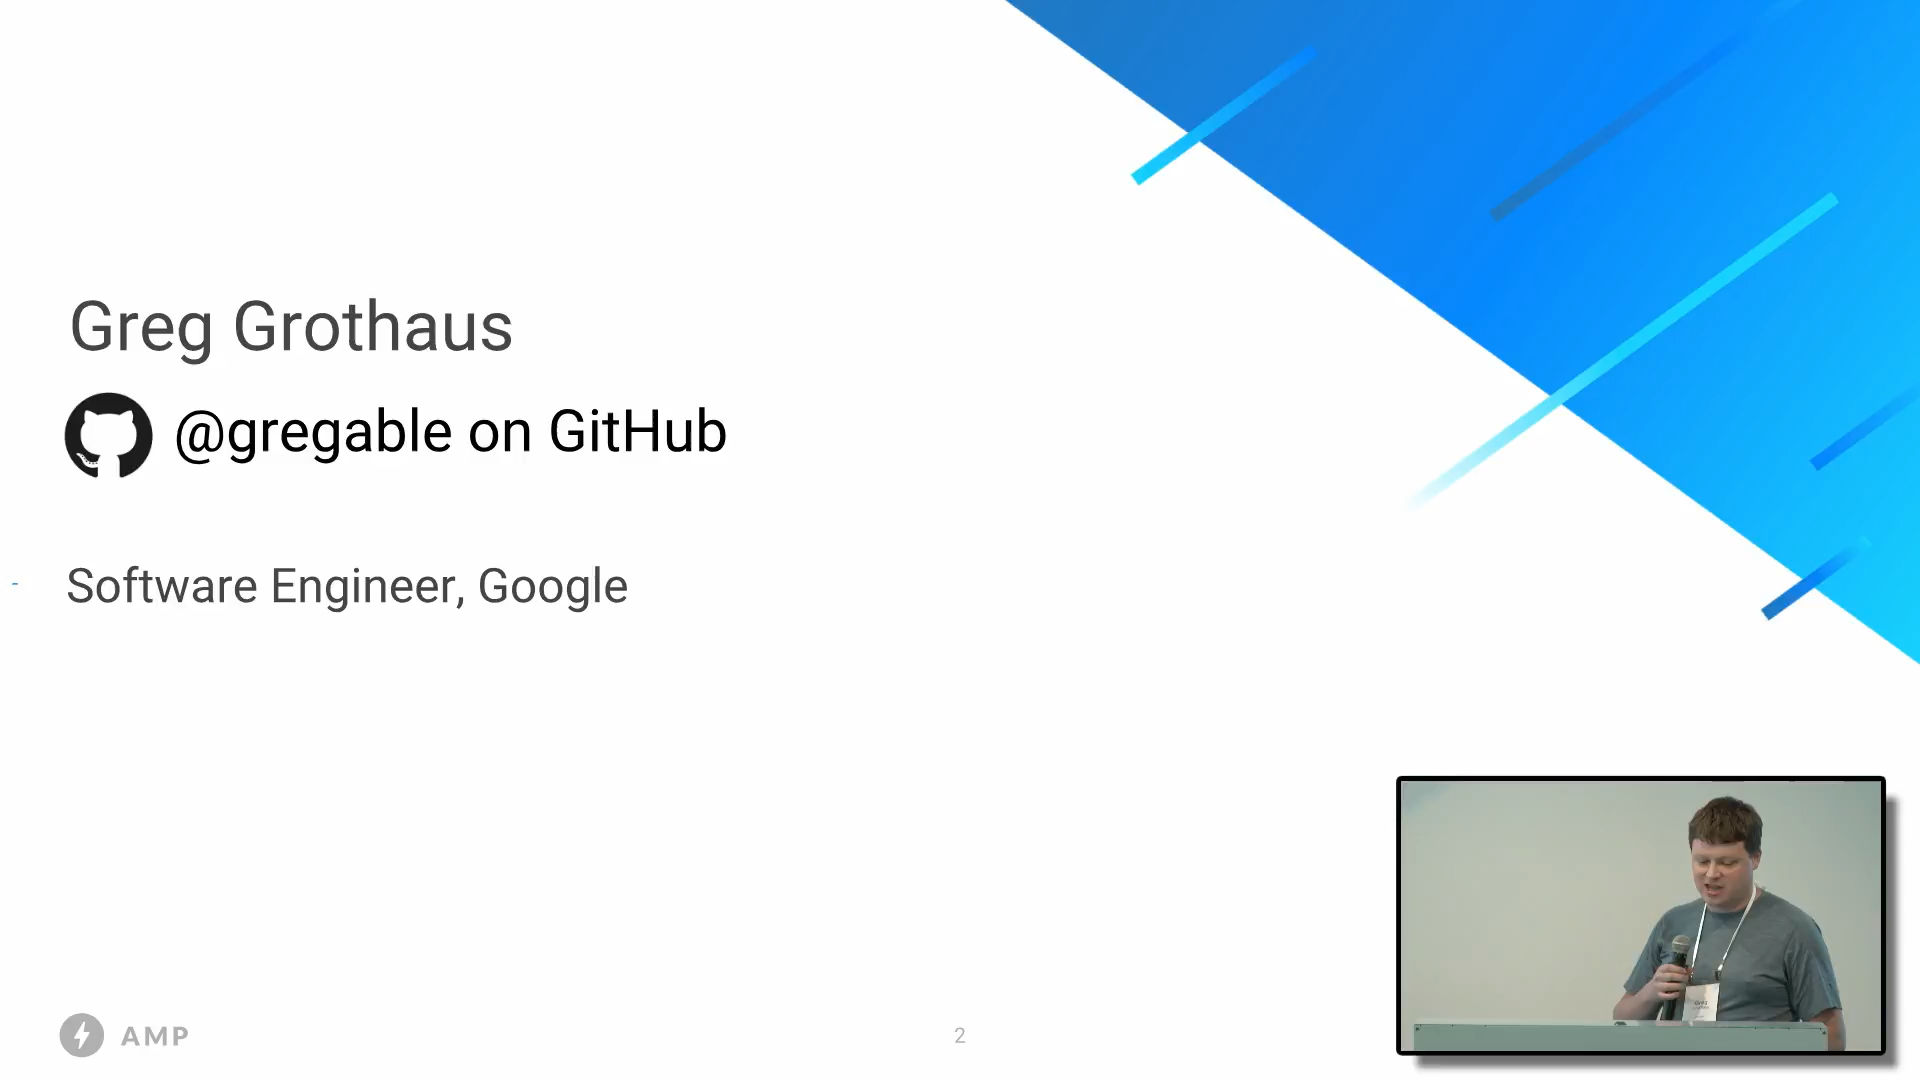 Greg Grothaus
@gregable on GitHub
Software Engineer, Google
AMP
2